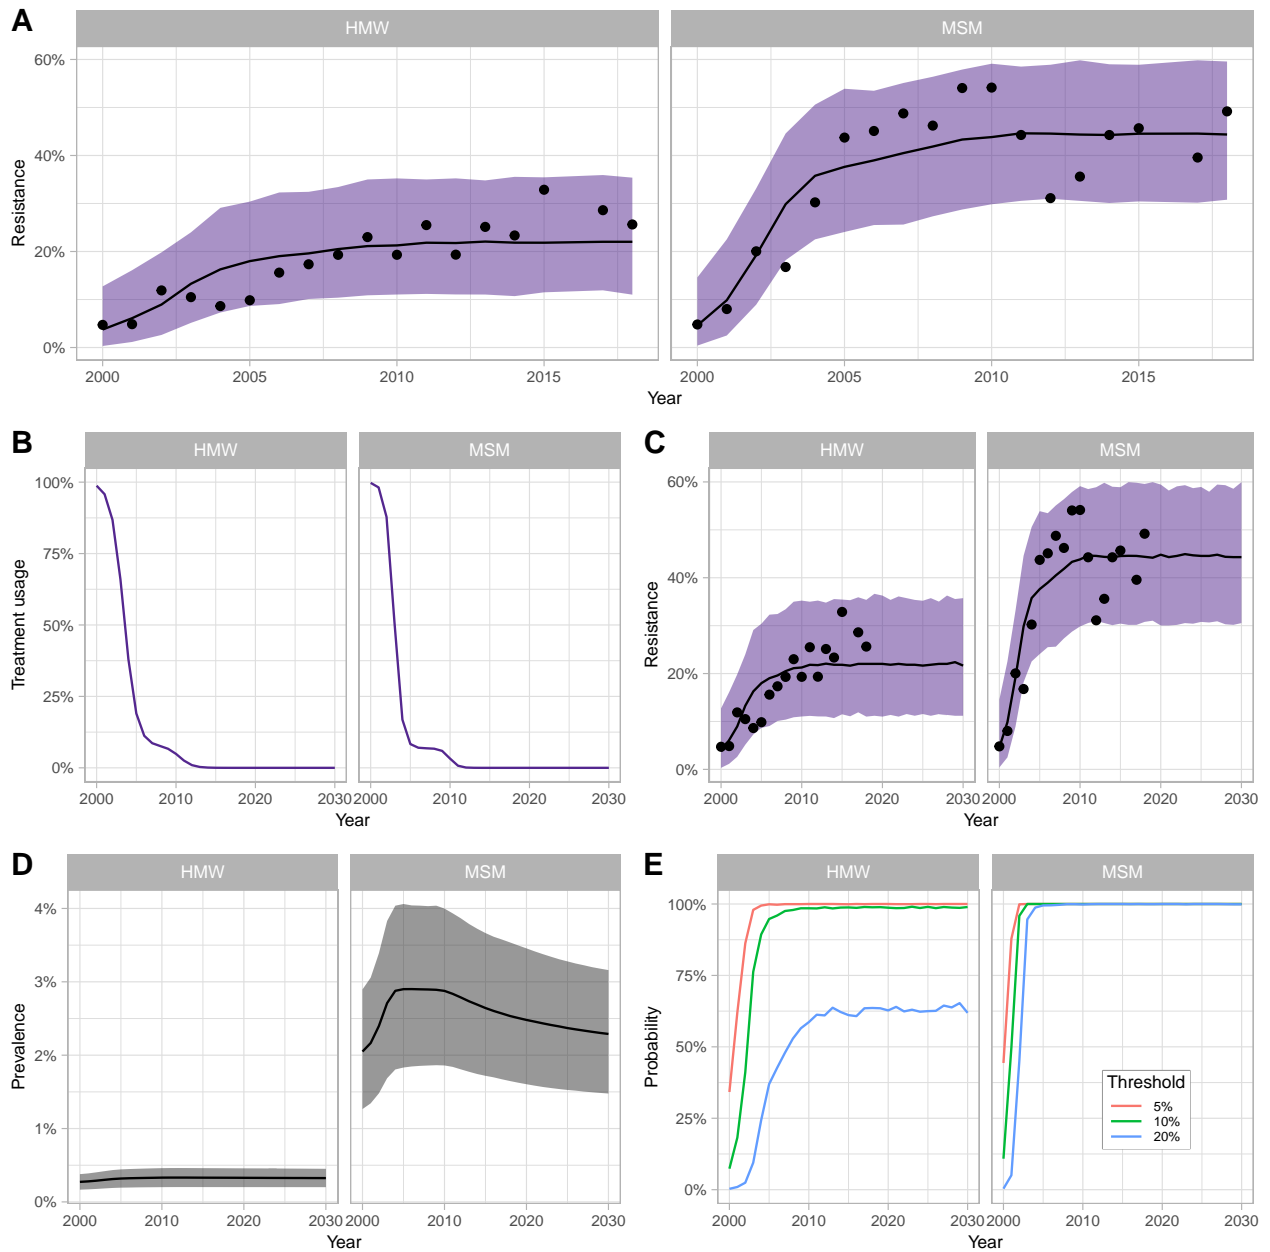 A
HMW
MSM
60%
40%
20%
0%
Resistance
2000 2005 2010 2015 2000 2005 2010 2015
Year
B
HMW
MSM
100%
75%
50%
25%
0%
Treatment usage
2000 2010 2020 2030 2000 2010 2020 2030
Year
C
HMW
MSM
60%
40%
20%
0%
Resistance
2000 2010 2020 2030 2000 2010 2020 2030
Year
D
HMW
MSM
4%
3%
2%
1%
0%
Prevalence
2000 2010 2020 2030 2000 2010 2020 2030
Year
E
HMW
MSM
100%
75%
50%
25%
0%
Probability
Threshold
5%
10%
20%
2000 2010 2020 2030 2000 2010 2020 2030
Year